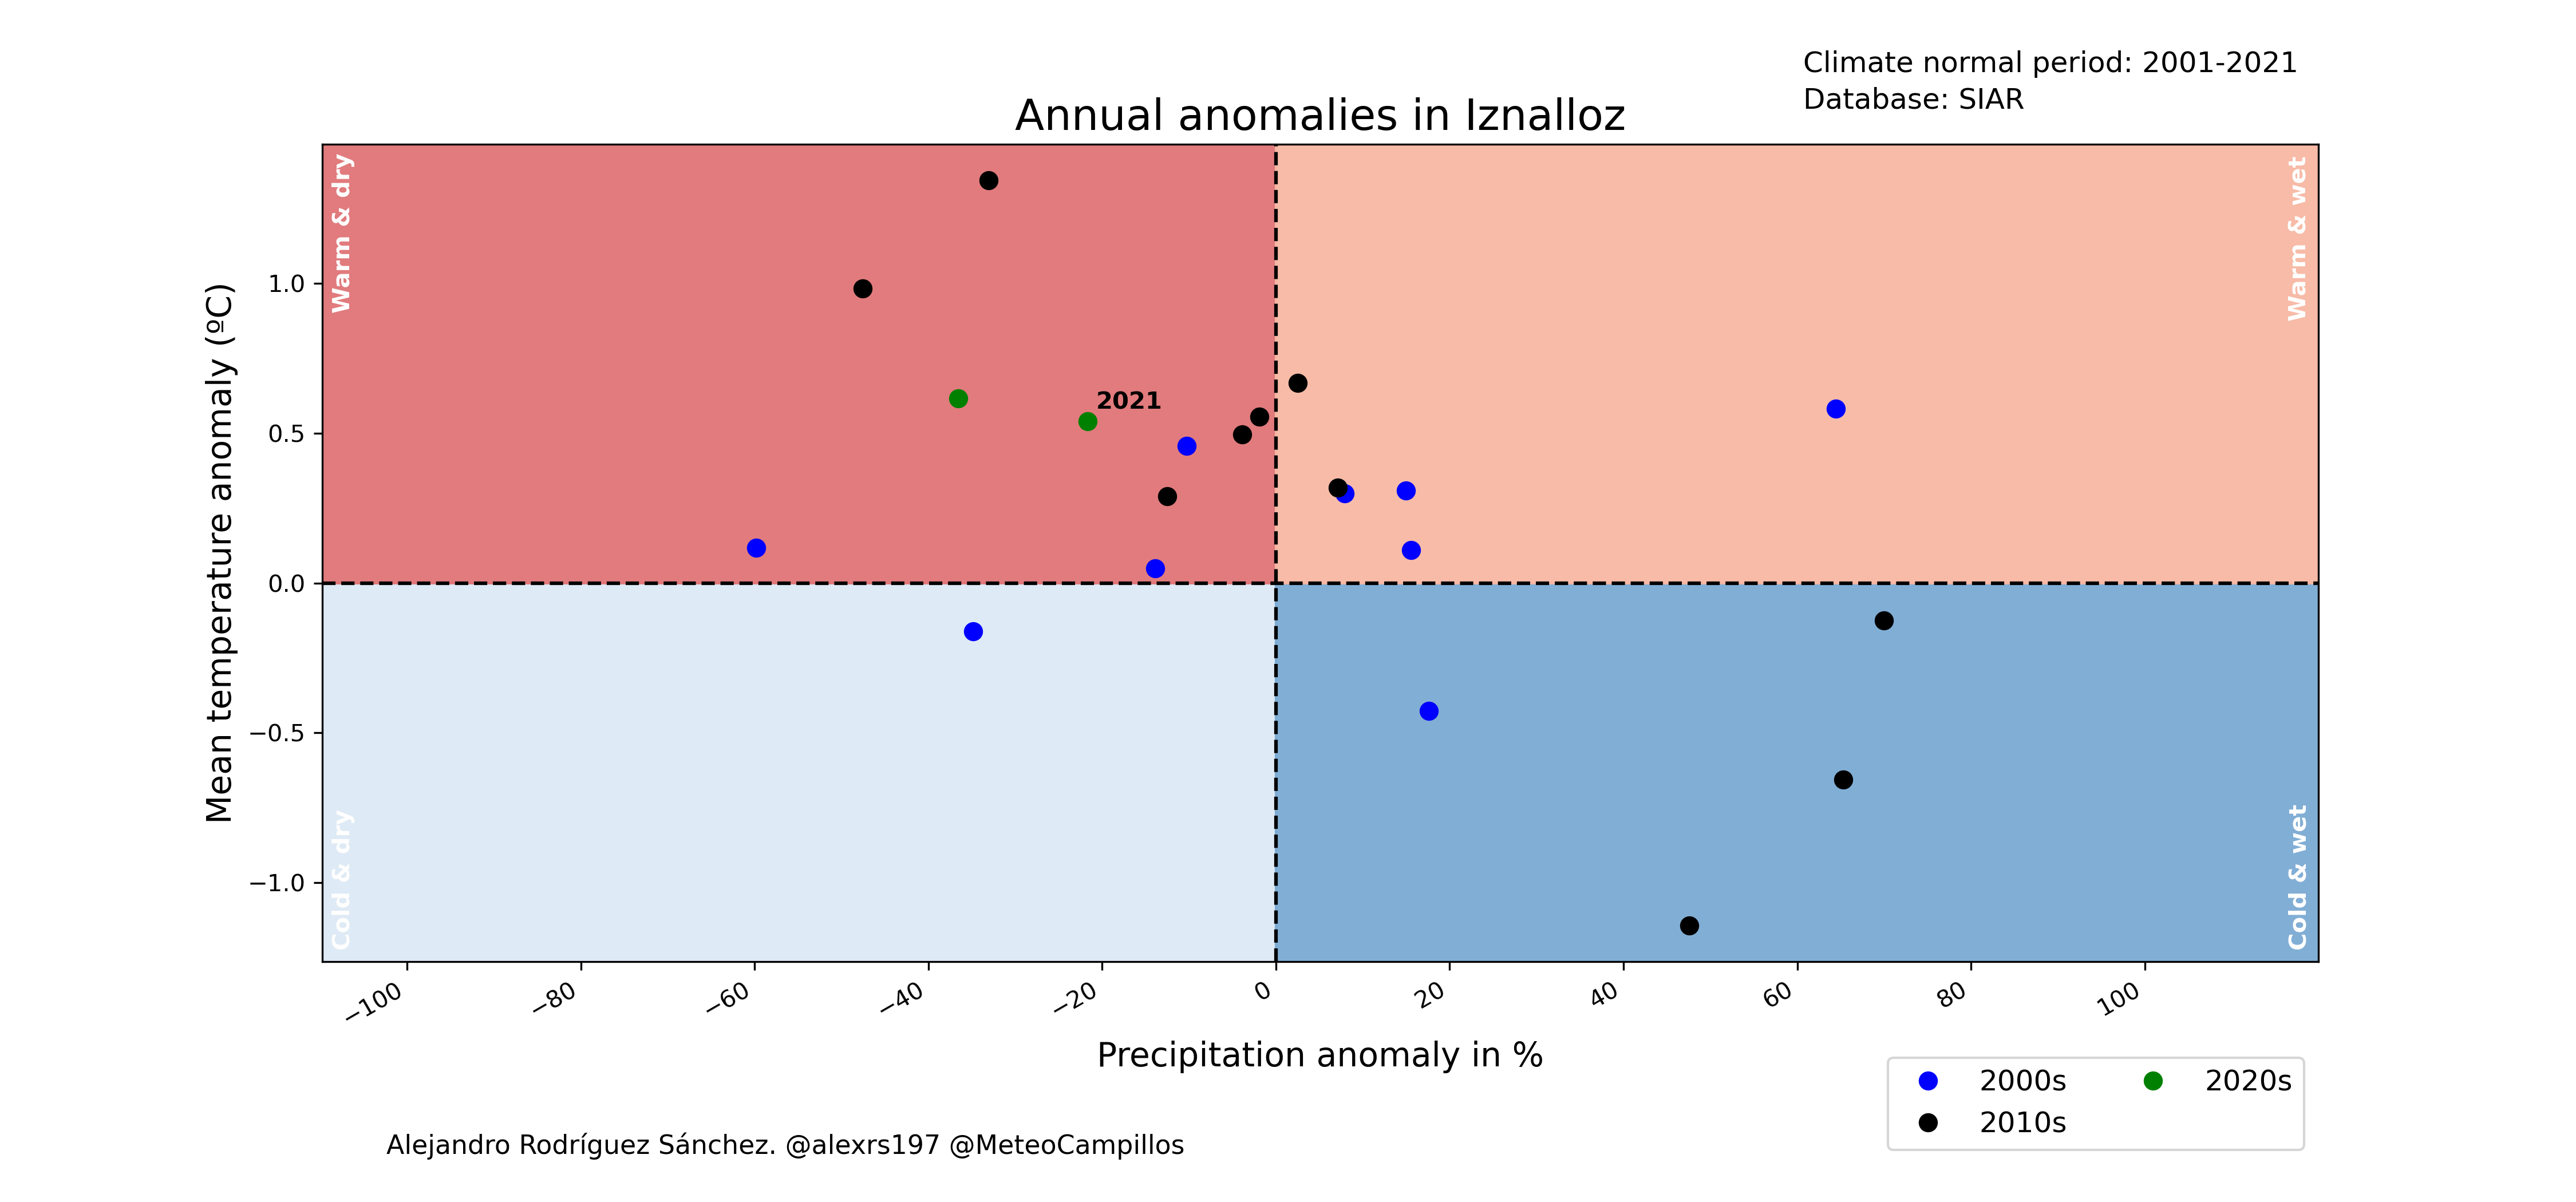 Climate normal period: 2001-2021
Database: SIAR
Annual anomalies in Iznalloz
Warm & dry
Warm & wet
Mean temperature anomaly (ºC)
1.0
0.5
0.0
−0.5
−1.0
2021
Cold & dry
Cold & wet
−100
−80
−60
−40
−20
0
20
40
60
80
100
Precipitation anomaly in %
2000s
2020s
2010s
Alejandro Rodríguez Sánchez. @alexrs197 @MeteoCampillos